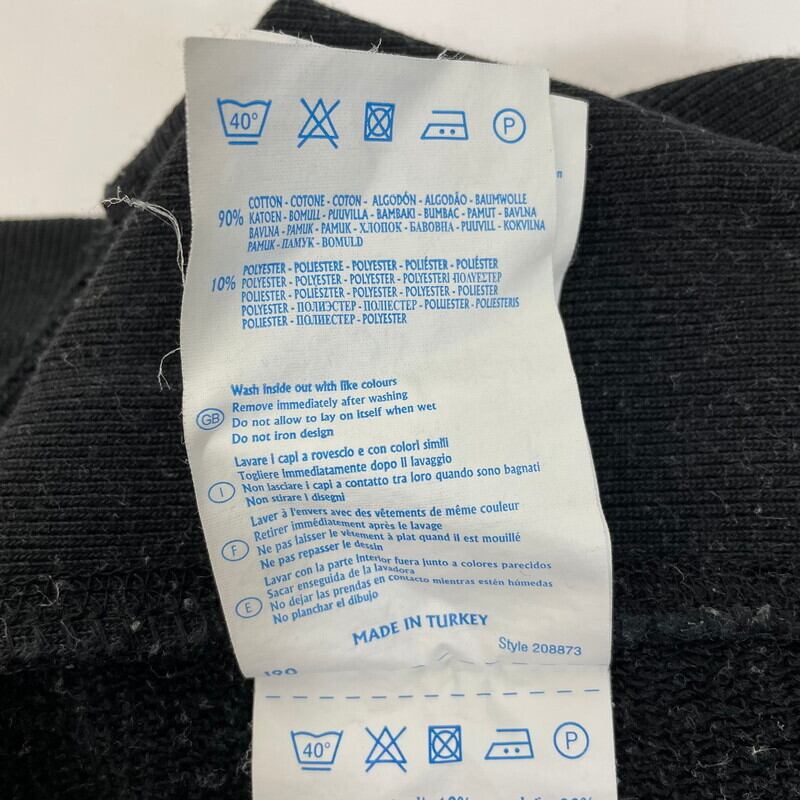 40°
P
90% COTTON - COTONE - COTON - ALGODÓN - ALGODÃO - BAUMWOLLE
KATOEN - BOMULL - PUUVILLA - BAMBAKI - BUMBAC - PAMUT - BAVLNA
BAVLNA - PAMUK - PAMUK - ХЛОПОК - БАВОВНА - PUUVILL - KOKVILNA
PAMUK - ПАМУК - BOMULD
10% POLYESTER - POLIESTERE - POLYESTER - POLIÉSTER - POLIÉSTER
POLYESTER - POLYESTER - POLYESTER - POLYESTERI - ПОЛYЕΣТЕР
POLIESTER - POLIÉSZTER - POLYESTER - POLYESTER
POLYESTER - ПОЛИЭСТЕР - ПОЛІЕСТЕР - POLUESTER - POLIESTERIS
POLIESTER - ПОЛИЕСТЕР - POLYESTER
GB
Wash inside out with like colours
Remove immediately after washing
Do not allow to lay on itself when wet
Do not iron design
I
Lavare i capi a rovescio e con colori simili
Togliere immediatamente dopo il lavaggio
Non lasciare i capi a contatto tra loro quando sono bagnati
Non stirare i disegni
F
Laver à l'envers avec des vêtements de même couleur
Retirer immédiatement après le lavage
Ne pas laisser le vêtement à plat quand il est mouillé
Ne pas repasser le dessin
E
Lavar con la parte interior fuera junto a colores parecidos
Sacar enseguida de la lavadora
No dejar las prendas en contacto mientras estén húmedas
No planchar el dibujo
MADE IN TURKEY
Style 208873
40°
P